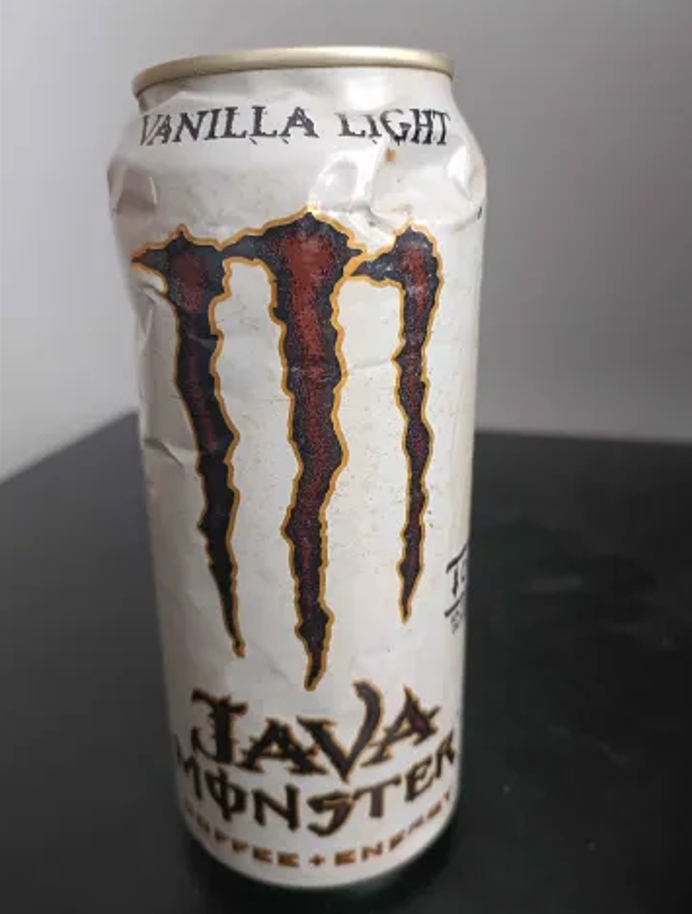 VANILLA LIGHT
JAVA
MONSTER
COFFEE + ENERGY